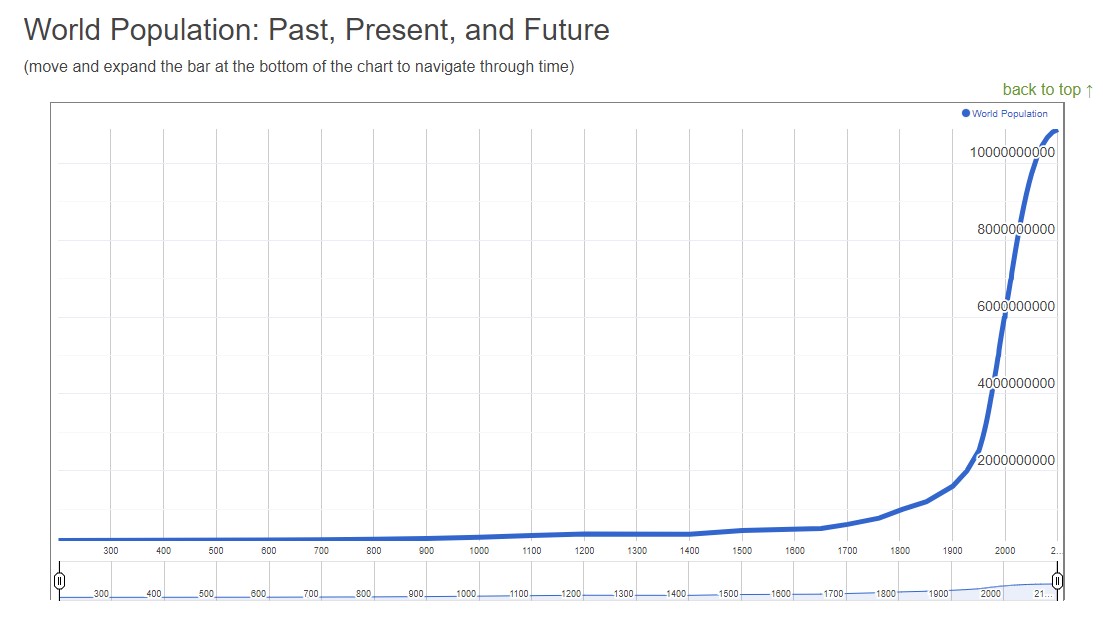 World Population: Past, Present, and Future
(move and expand the bar at the bottom of the chart to navigate through time)
back to top ↑
World Population
10000000000
8000000000
6000000000
4000000000
2000000000
300 400 500 600 700 800 900 1000 1100 1200 1300 1400 1500 1600 1700 1800 1900 2000 2...
300 400 500 600 700 800 900 1000 1100 1200 1300 1400 1500 1600 1700 1800 1900 2000 21...